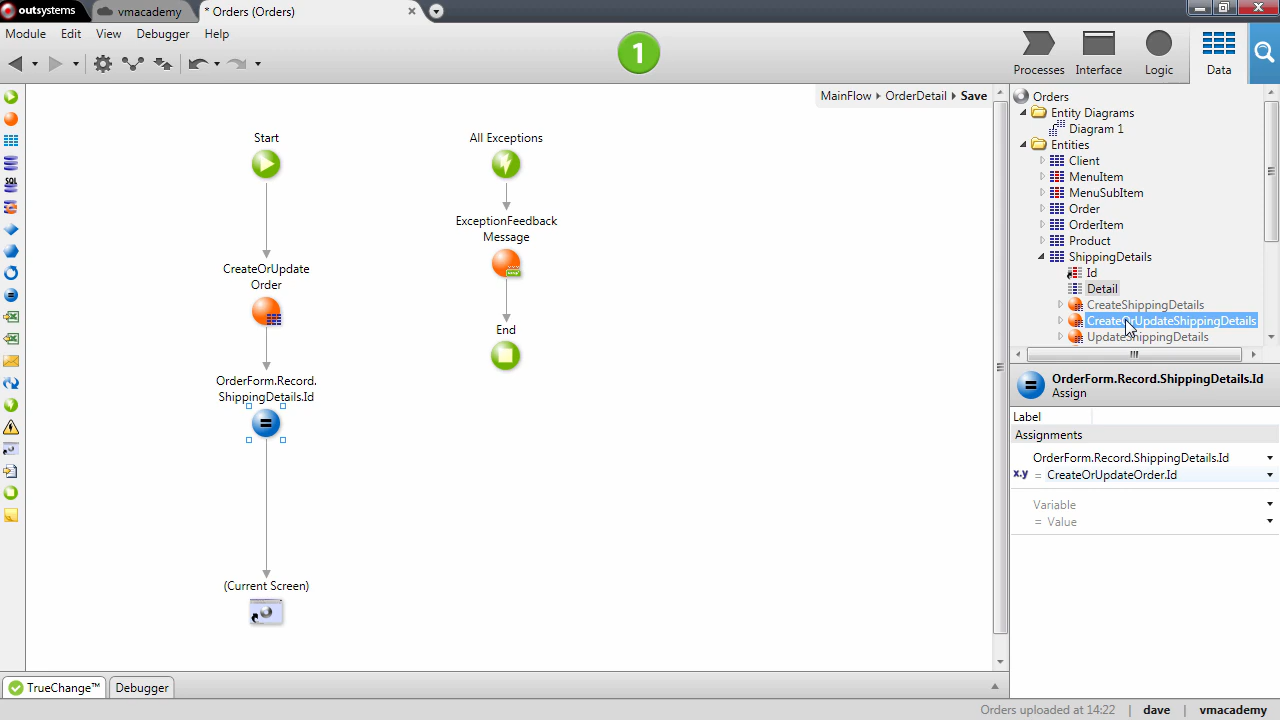 outsystems
vmacademy
* Orders (Orders)
Module
Edit
View
Debugger
Help
1
Processes
Interface
Logic
Data
MainFlow
OrderDetail
Save
Start
CreateOrUpdate
Order
OrderForm.Record.
ShippingDetails.Id
(Current Screen)
All Exceptions
ExceptionFeedback
Message
End
Orders
Entity Diagrams
Diagram 1
Entities
Client
MenuItem
MenuSubItem
Order
OrderItem
Product
ShippingDetails
Id
Detail
CreateShippingDetails
CreateOrUpdateShippingDetails
UpdateShippingDetails
OrderForm.Record.ShippingDetails.Id
Assign
Label
Assignments
OrderForm.Record.ShippingDetails.Id
x.y = CreateOrUpdateOrder.Id
Variable
= Value
SQL
TrueChange™
Debugger
Orders uploaded at 14:22 | dave | vmacademy